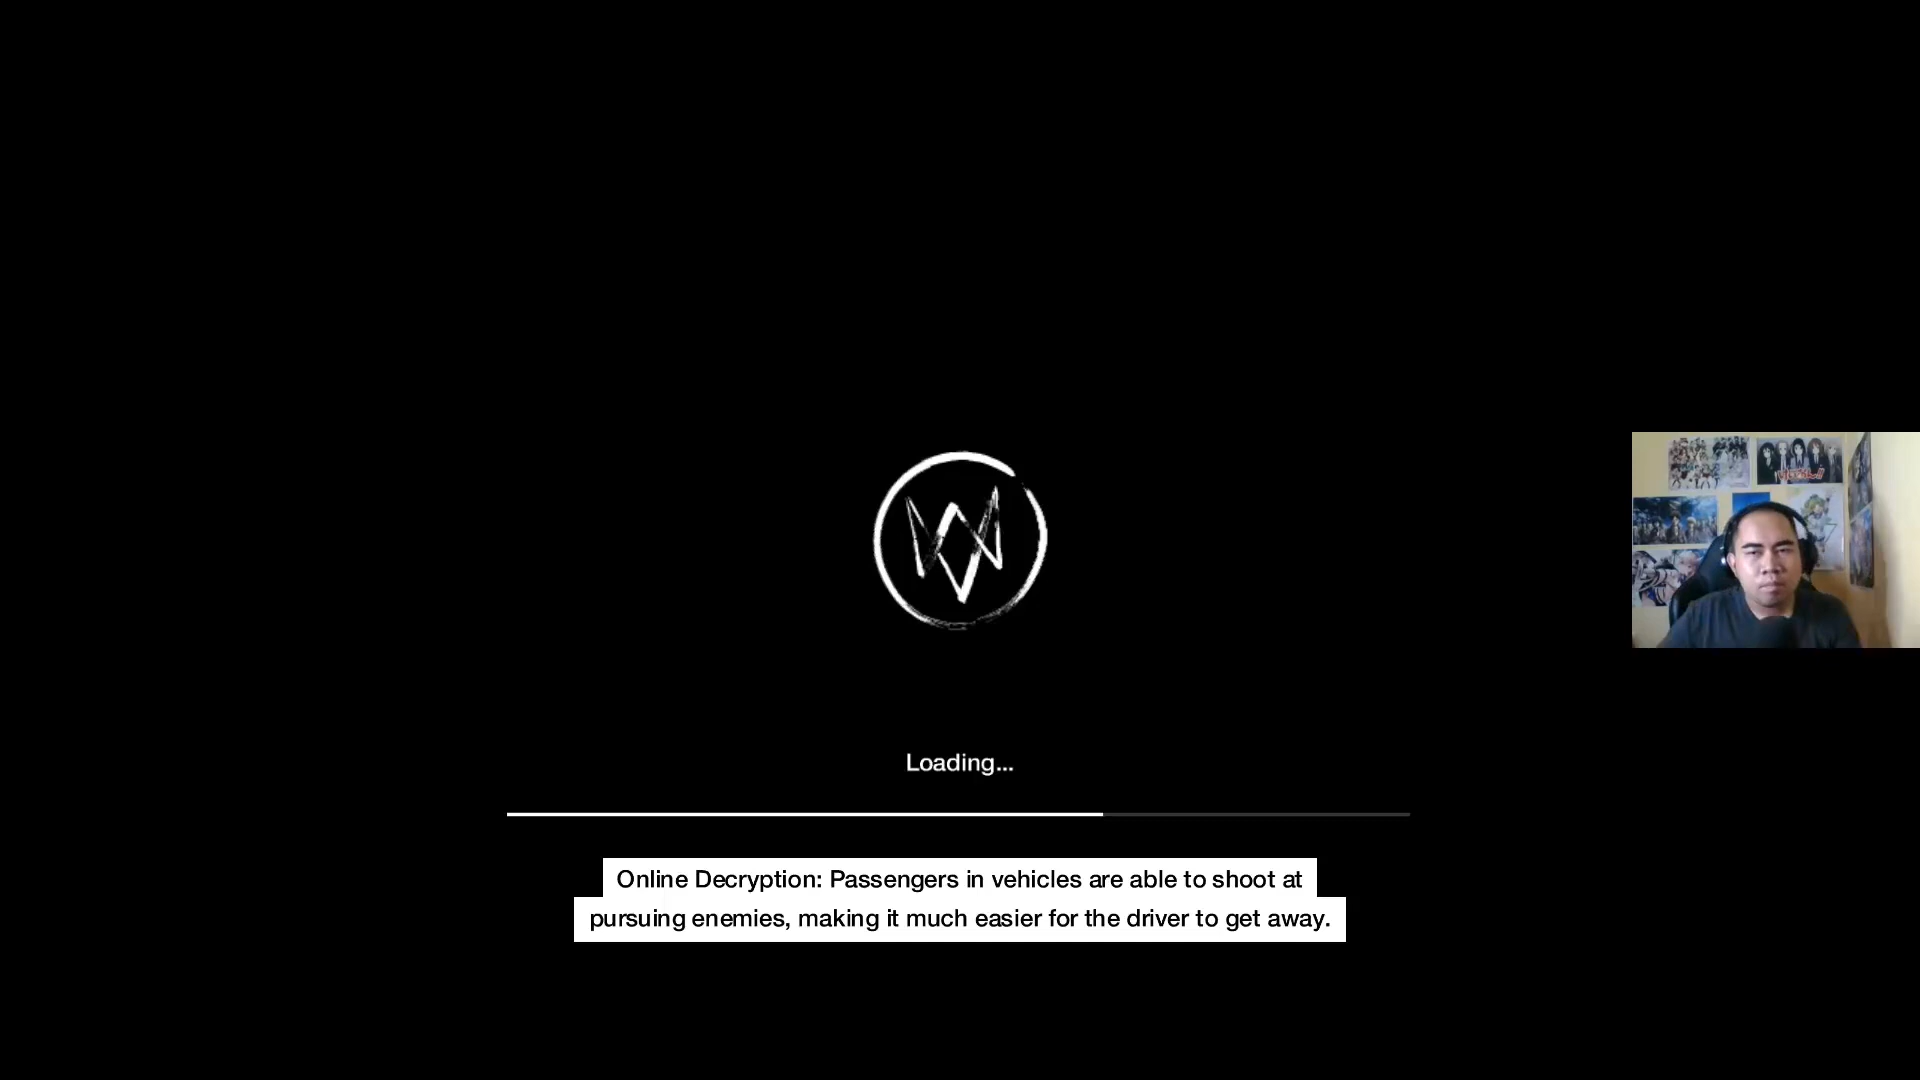 Loading...
Online Decryption: Passengers in vehicles are able to shoot at
pursuing enemies, making it much easier for the driver to get away.